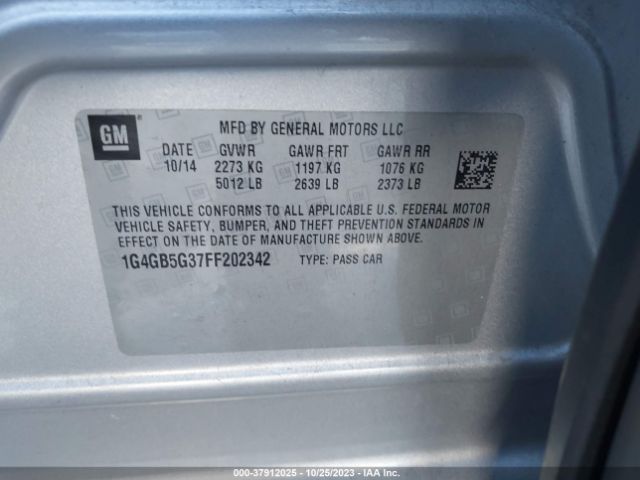 GM
MFD BY GENERAL MOTORS LLC
DATE GVWR GAWR FRT GAWR RR
10/14 2273 KG 1197 KG 1076 KG
5012 LB 2639 LB 2373 LB
THIS VEHICLE CONFORMS TO ALL APPLICABLE U.S. FEDERAL MOTOR
VEHICLE SAFETY, BUMPER, AND THEFT PREVENTION STANDARDS IN
EFFECT ON THE DATE OF MANUFACTURE SHOWN ABOVE.
1G4GB5G37FF202342 TYPE: PASS CAR
000-37912025 - 10/25/2023 - IAAI.COM